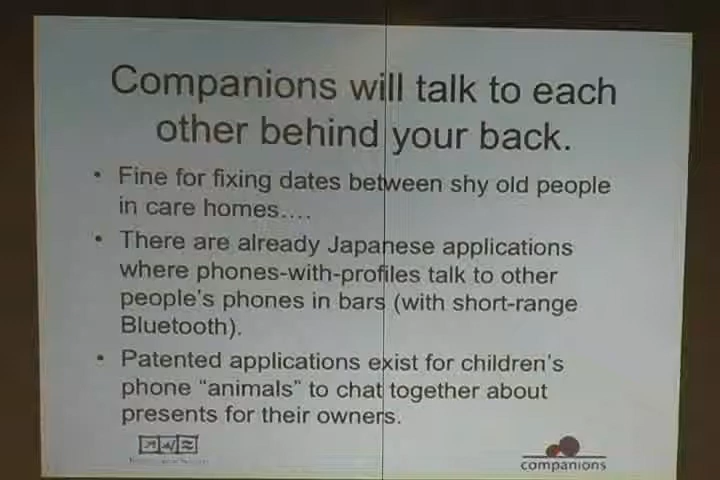 Companions will talk to each
other behind your back.
• Fine for fixing dates between shy old people
in care homes….
• There are already Japanese applications
where phones-with-profiles talk to other
people's phones in bars (with short-range
Bluetooth).
• Patented applications exist for children's
phone “animals” to chat together about
presents for their owners.
companions